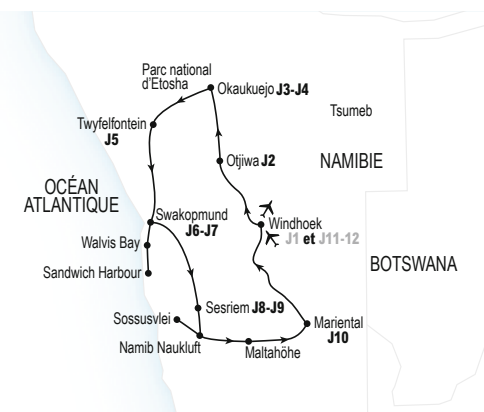 Parc national
d'Etosha
Okaukuejo J3-J4
Tsumeb
Twyfelfontein
J5
Otjiwa J2
NAMIBIE
OCÉAN
ATLANTIQUE
Swakopmund
J6-J7
Windhoek
J1 et J11-12
Walvis Bay
BOTSWANA
Sandwich Harbour
Sesriem J8-J9
Sossusvlei
Mariental
J10
Namib Naukluft
Maltahöhe